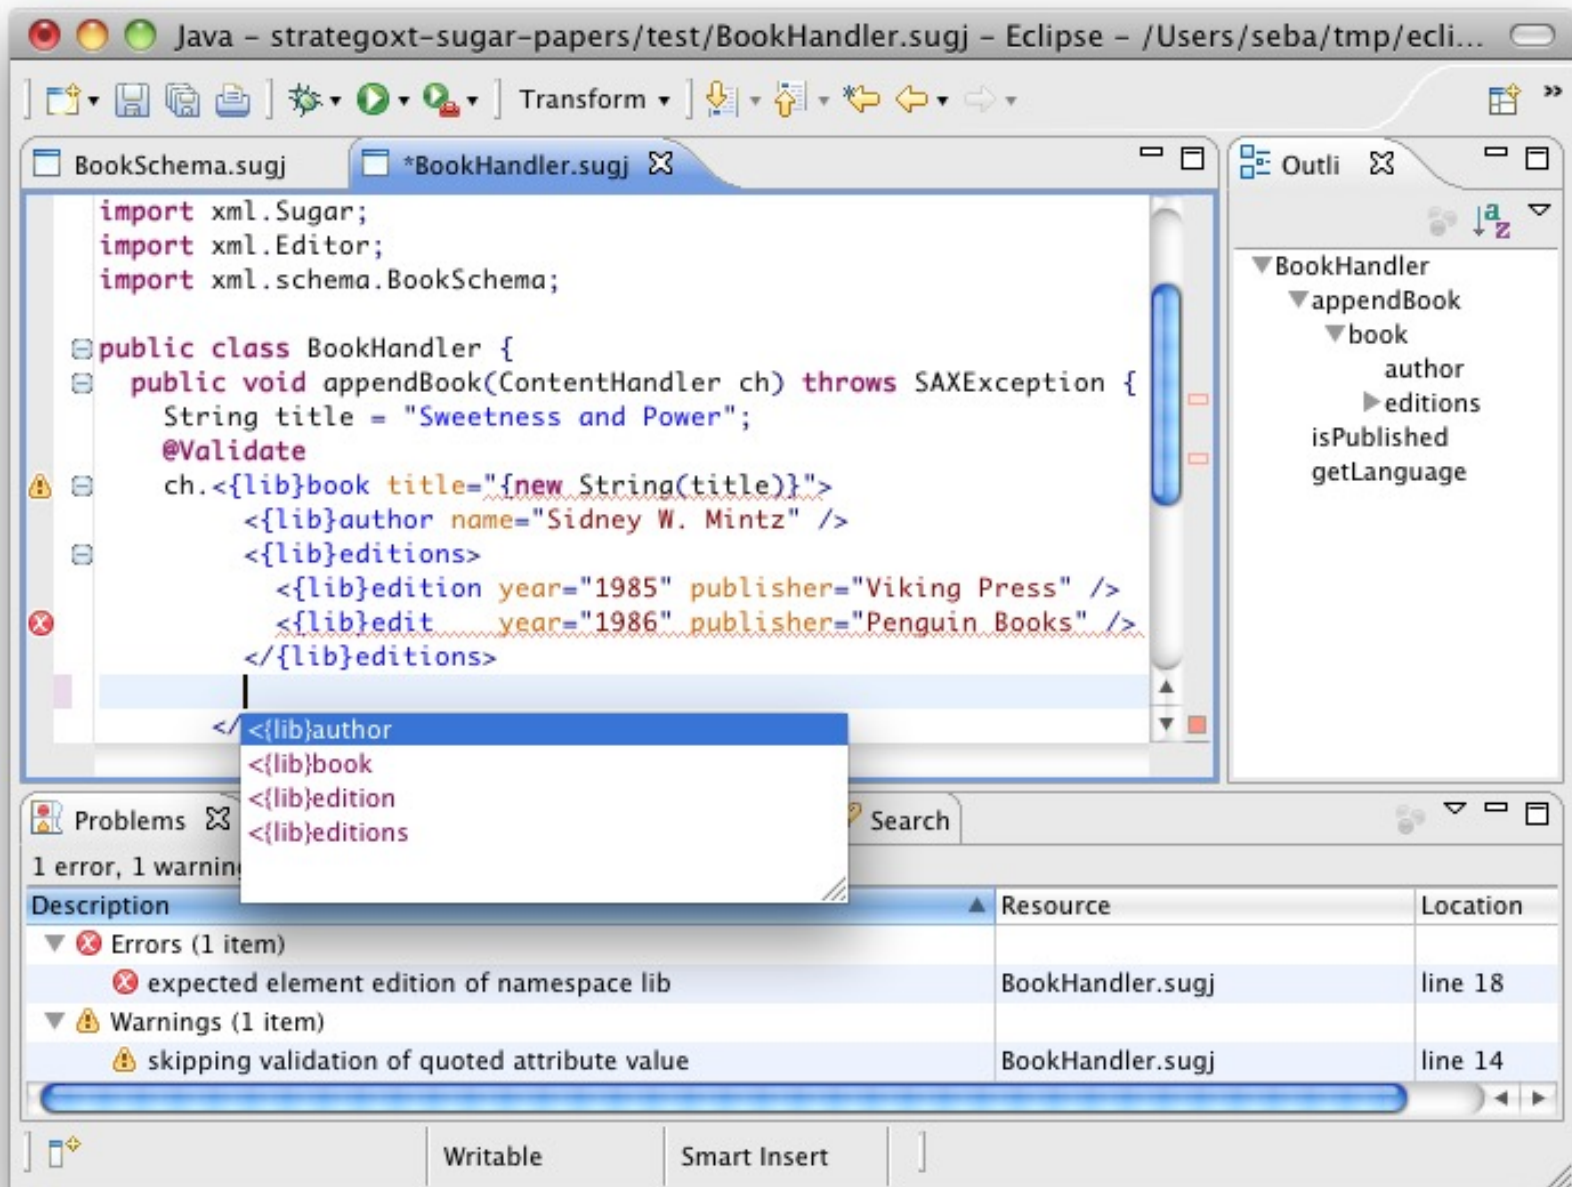 Java – strategoxt-sugar-papers/test/BookHandler.sugj – Eclipse – /Users/seba/tmp/ecli...
Transform
BookSchema.sugj
*BookHandler.sugj
import xml.Sugar;
import xml.Editor;
import xml.schema.BookSchema;
public class BookHandler {
public void appendBook(ContentHandler ch) throws SAXException {
String title = "Sweetness and Power";
@Validate
ch.<{lib}book title="{new String(title)}">
<{lib}author name="Sidney W. Mintz" />
<{lib}editions>
<{lib}edition year="1985" publisher="Viking Press" />
<{lib}edit    year="1986" publisher="Penguin Books" />
</{lib}editions>
</
<{lib}author
<{lib}book
<{lib}edition
<{lib}editions
Outli
BookHandler
appendBook
book
author
editions
isPublished
getLanguage
Problems
Search
1 error, 1 warning
Description Resource Location
Errors (1 item)
expected element edition of namespace lib BookHandler.sugj line 18
Warnings (1 item)
skipping validation of quoted attribute value BookHandler.sugj line 14
Writable Smart Insert